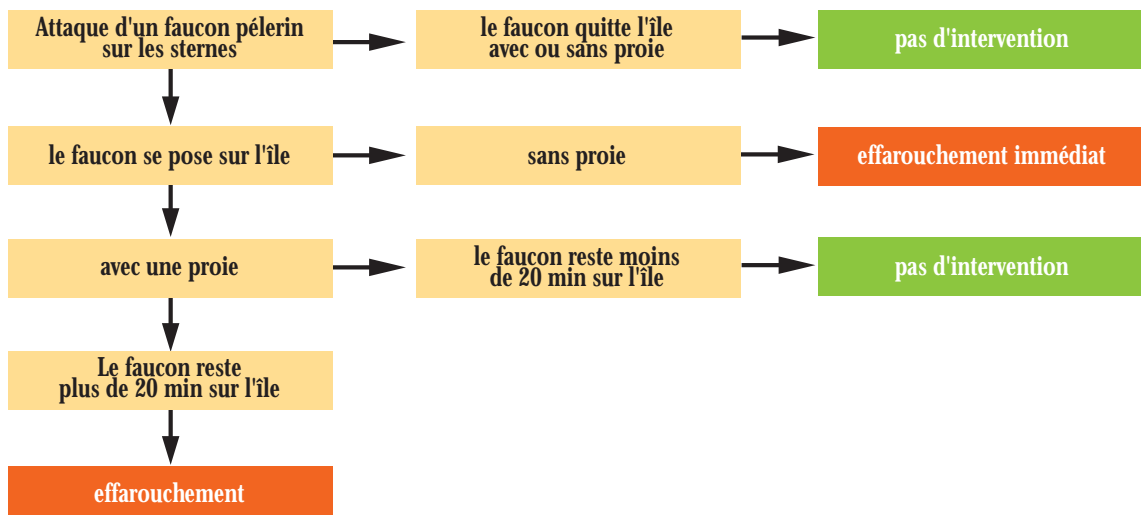 Attaque d'un faucon pélerin
sur les sternes
le faucon quitte l'île
avec ou sans proie
pas d'intervention
le faucon se pose sur l'île
sans proie
effarouchement immédiat
avec une proie
le faucon reste moins
de 20 min sur l'île
pas d'intervention
Le faucon reste
plus de 20 min sur l'île
effarouchement